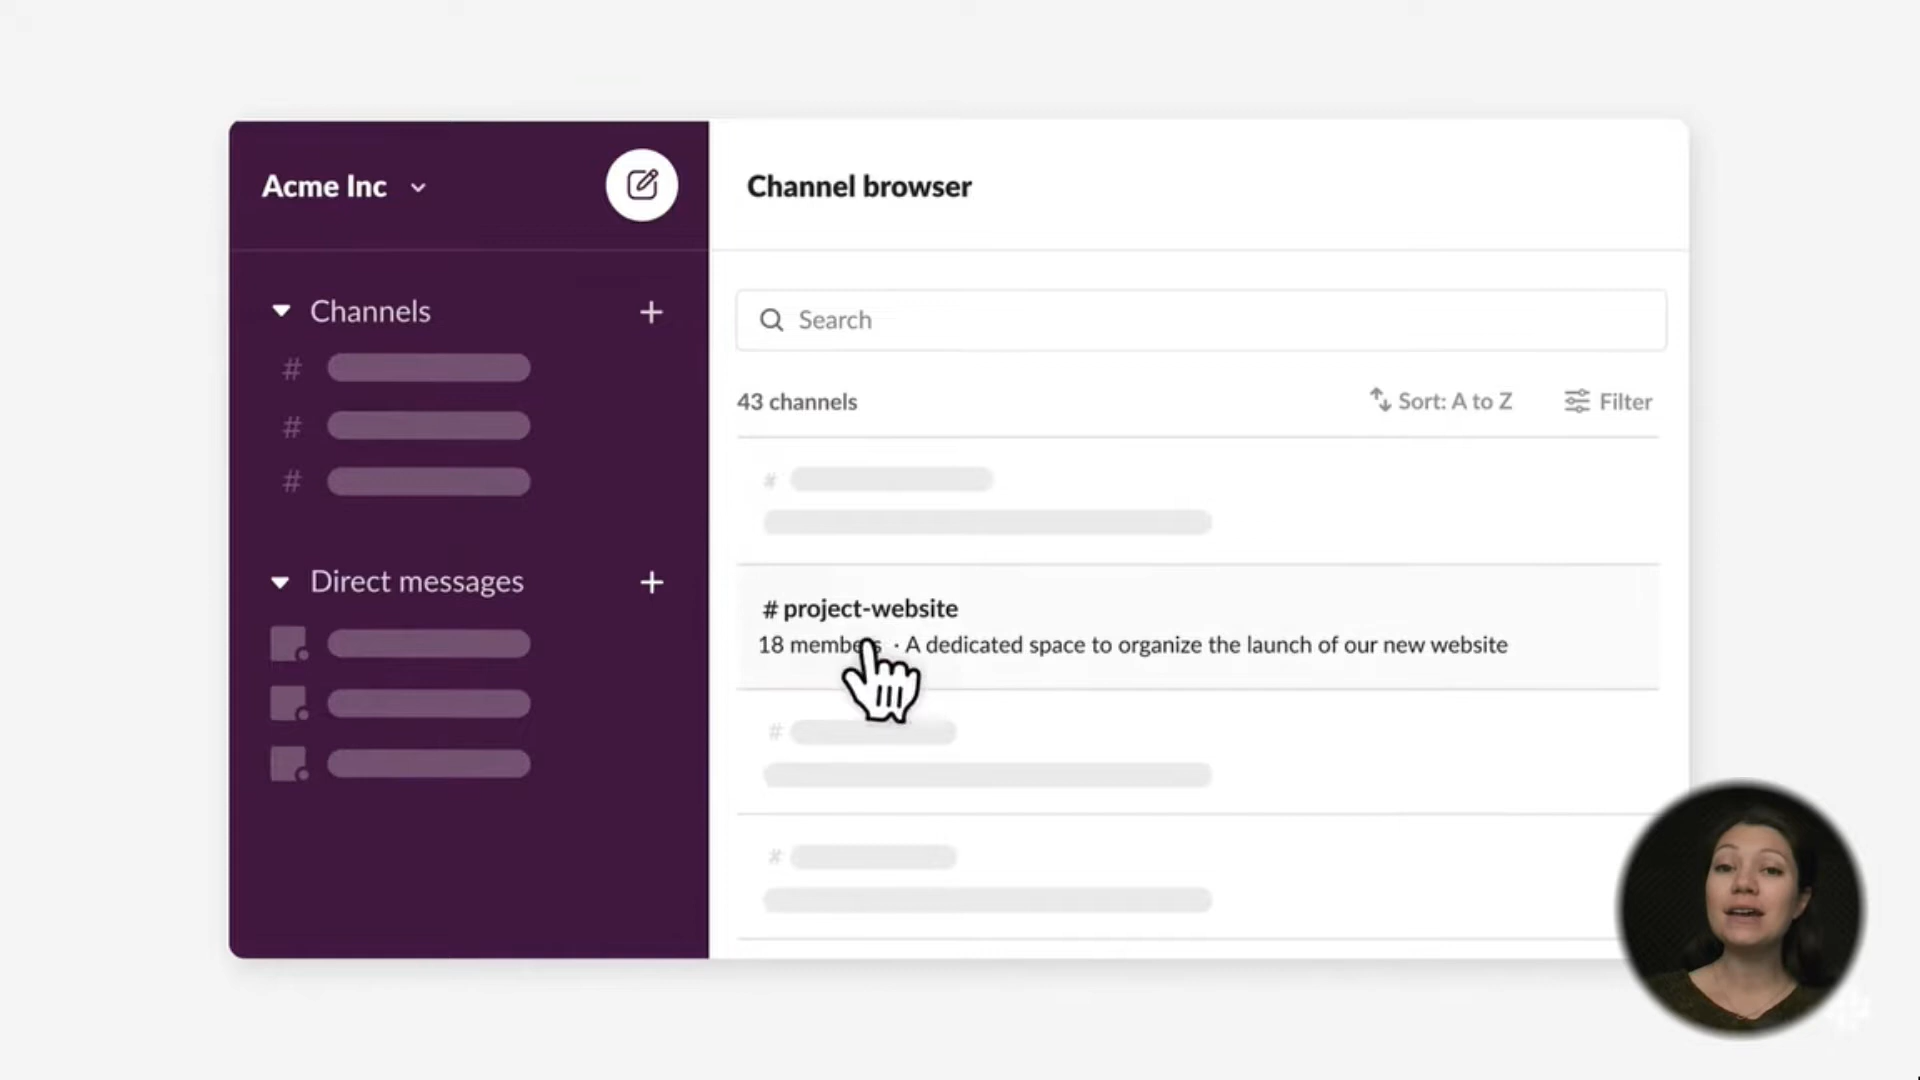 Acme Inc
Channel browser
Channels
Search
43 channels
Sort: A to Z
Filter
#
#
#
#
Direct messages
# project-website
18 members · A dedicated space to organize the launch of our new website
#
#